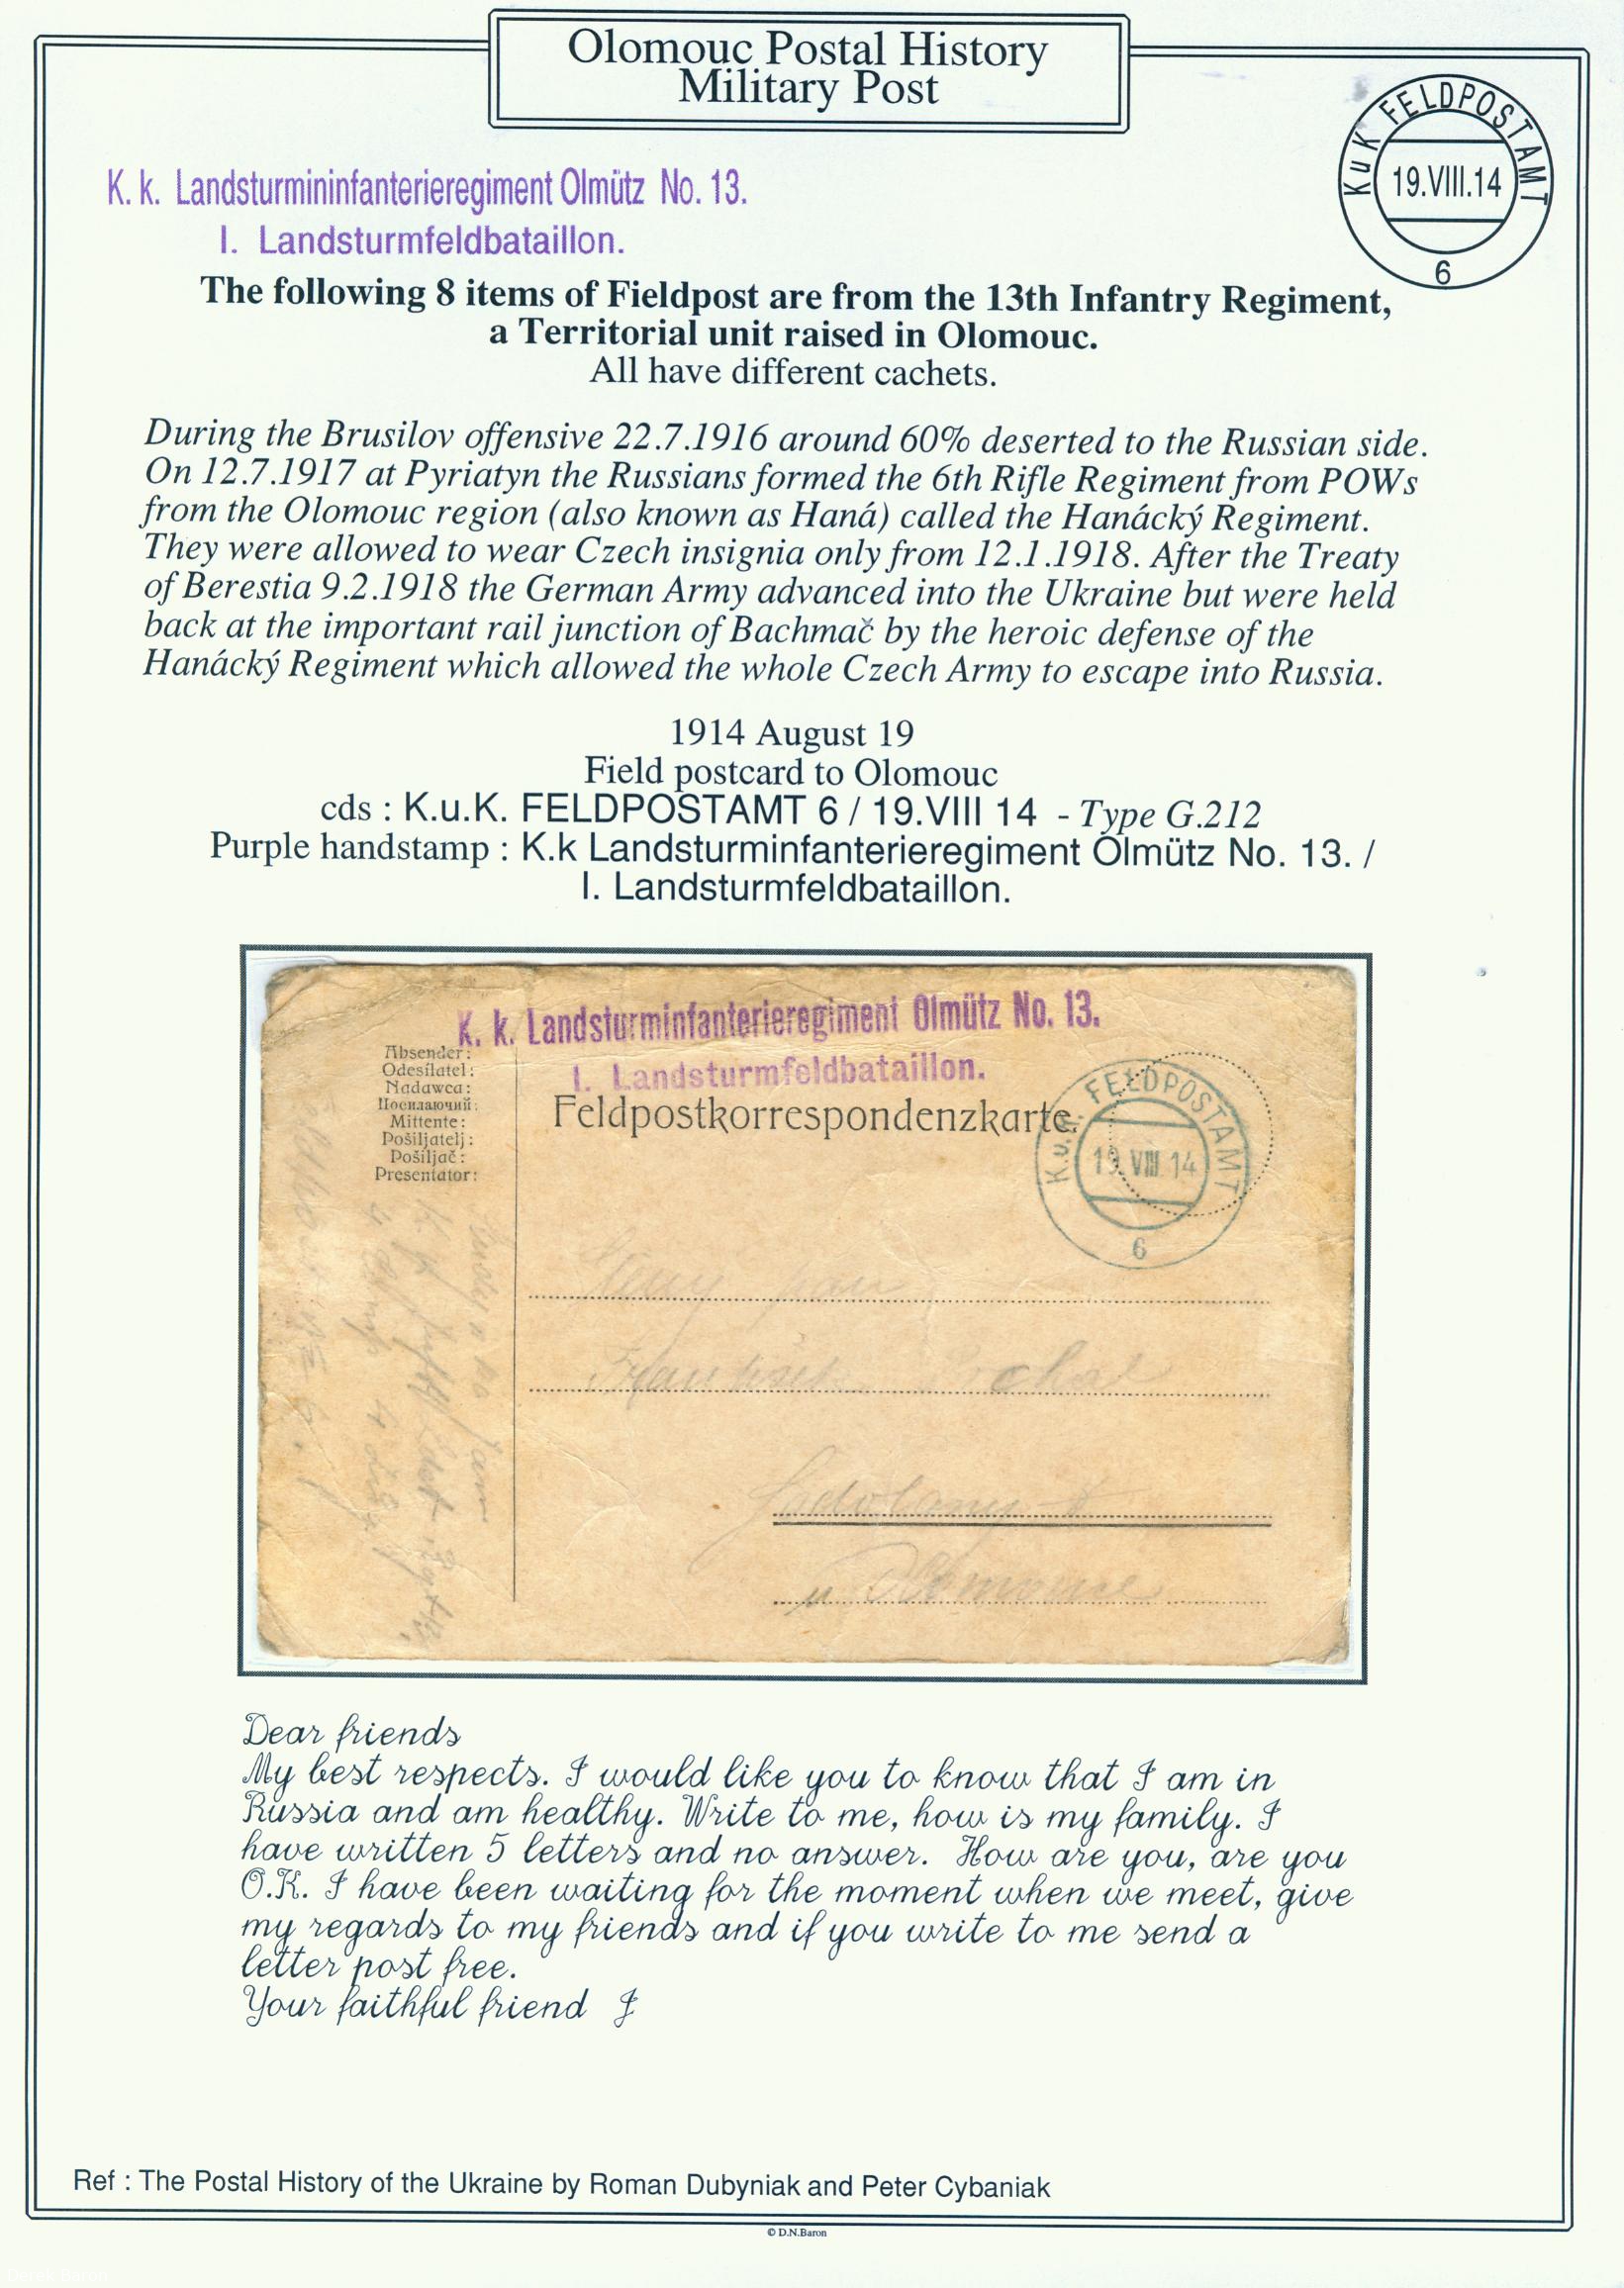 Olomouc Postal History
Military Post
KuK FELDPOSTAMT
19.VIII.14
6
K. k. Landsturmininfanterieregiment Olmütz No. 13.
I. Landsturmfeldbataillon.
The following 8 items of Fieldpost are from the 13th Infantry Regiment,
a Territorial unit raised in Olomouc.
All have different cachets.
During the Brusilov offensive 22.7.1916 around 60% deserted to the Russian side.
On 12.7.1917 at Pyriatyn the Russians formed the 6th Rifle Regiment from POWs
from the Olomouc region (also known as Haná) called the Hanácký Regiment.
They were allowed to wear Czech insignia only from 12.1.1918. After the Treaty
of Berestia 9.2.1918 the German Army advanced into the Ukraine but were held
back at the important rail junction of Bachmač by the heroic defense of the
Hanácký Regiment which allowed the whole Czech Army to escape into Russia.
1914 August 19
Field postcard to Olomouc
cds : K.u.K. FELDPOSTAMT 6 / 19.VIII 14 - Type G.212
Purple handstamp : K.k Landsturminfanterieregiment Olmütz No. 13. /
I. Landsturmfeldbataillon.
K. k. Landsturminfanterieregiment Olmütz No. 13.
I. Landsturmfeldbataillon.
Feldpostkorrespondenzkarte.
K.u.K. FELDPOSTAMT
19.VIII.14
6
Absender:
Odesílatel:
Nadawca:
Посилаючий:
Mittente:
Pošiljatelj:
Pošiljač:
Presentator:
pan
František
u Olomouce
Dear friends
My best respects. I would like you to know that I am in
Russia and am healthy. Write to me, how is my family. I
have written 5 letters and no answer. How are you, are you
O.K. I have been waiting for the moment when we meet, give
my regards to my friends and if you write to me send a
letter post free.
Your faithful friend J
Ref : The Postal History of the Ukraine by Roman Dubyniak and Peter Cybaniak
© D.N.Baron
Derek Baron